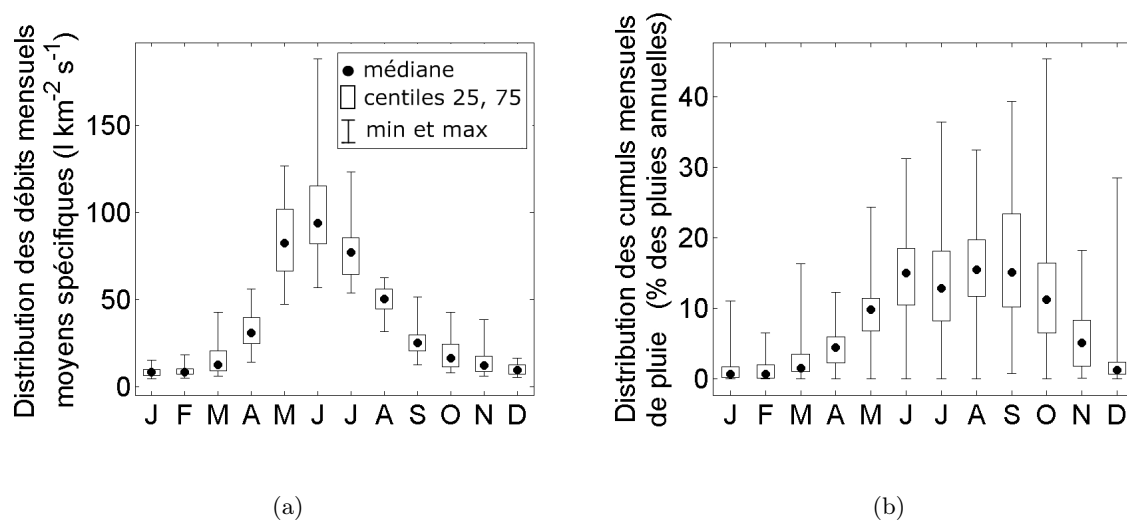 Distribution des débits mensuels
moyens spécifiques (l km-2 s-1)
150
100
50
0
médiane
centiles 25, 75
min et max
J F M A M J J A S O N D
(a)
Distribution des cumuls mensuels
de pluie (% des pluies annuelles)
40
30
20
10
0
J F M A M J J A S O N D
(b)